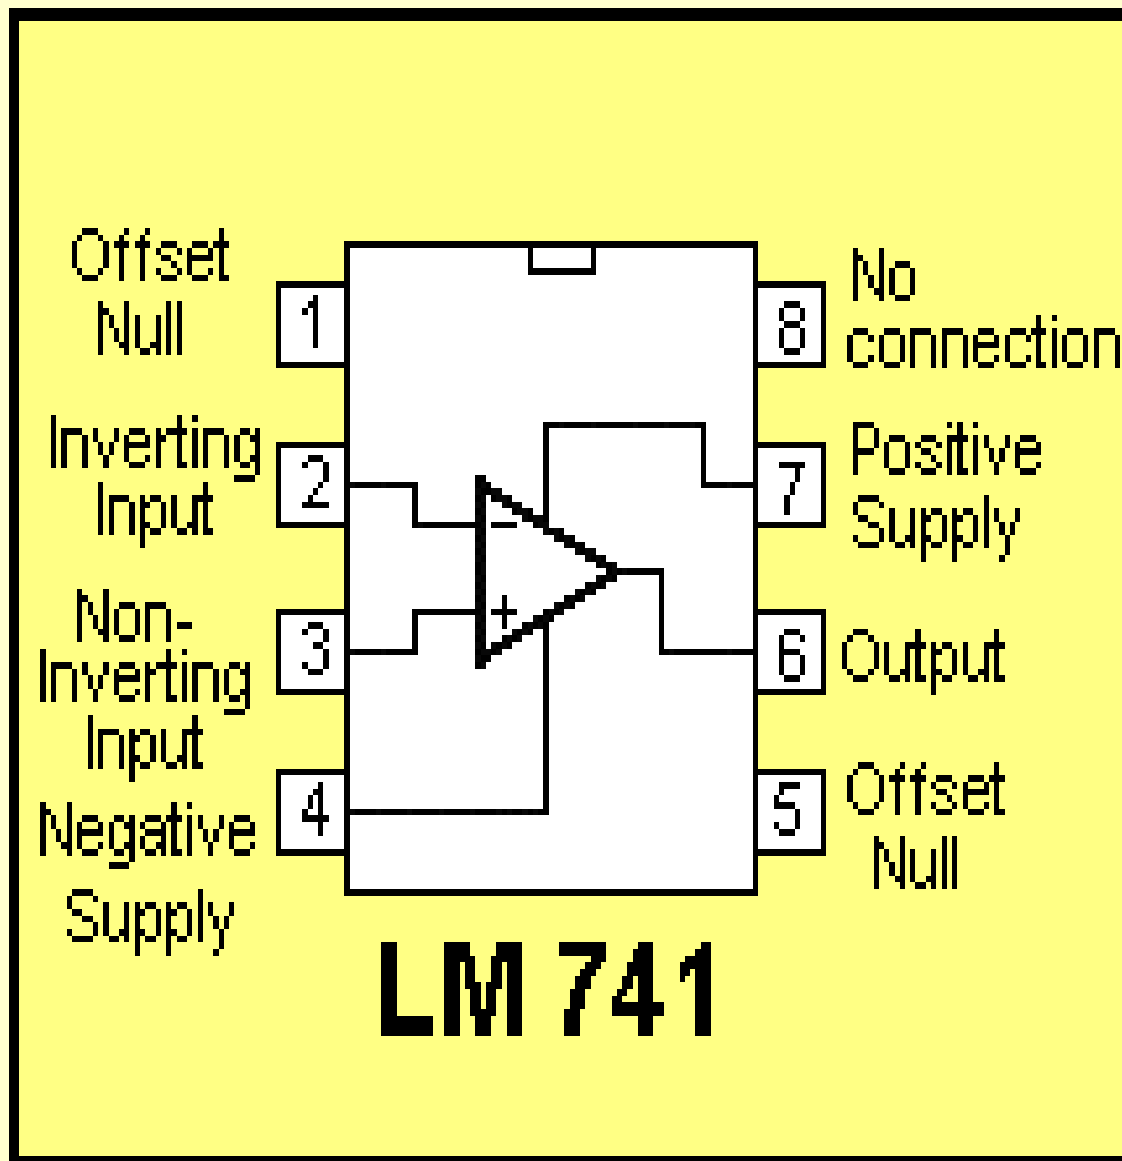 Offset
Null
1
Inverting
Input
2
Non-
Inverting
Input
3
Negative
Supply
4
No
connection
8
Positive
Supply
7
Output
6
Offset
Null
5
−
+
LM 741